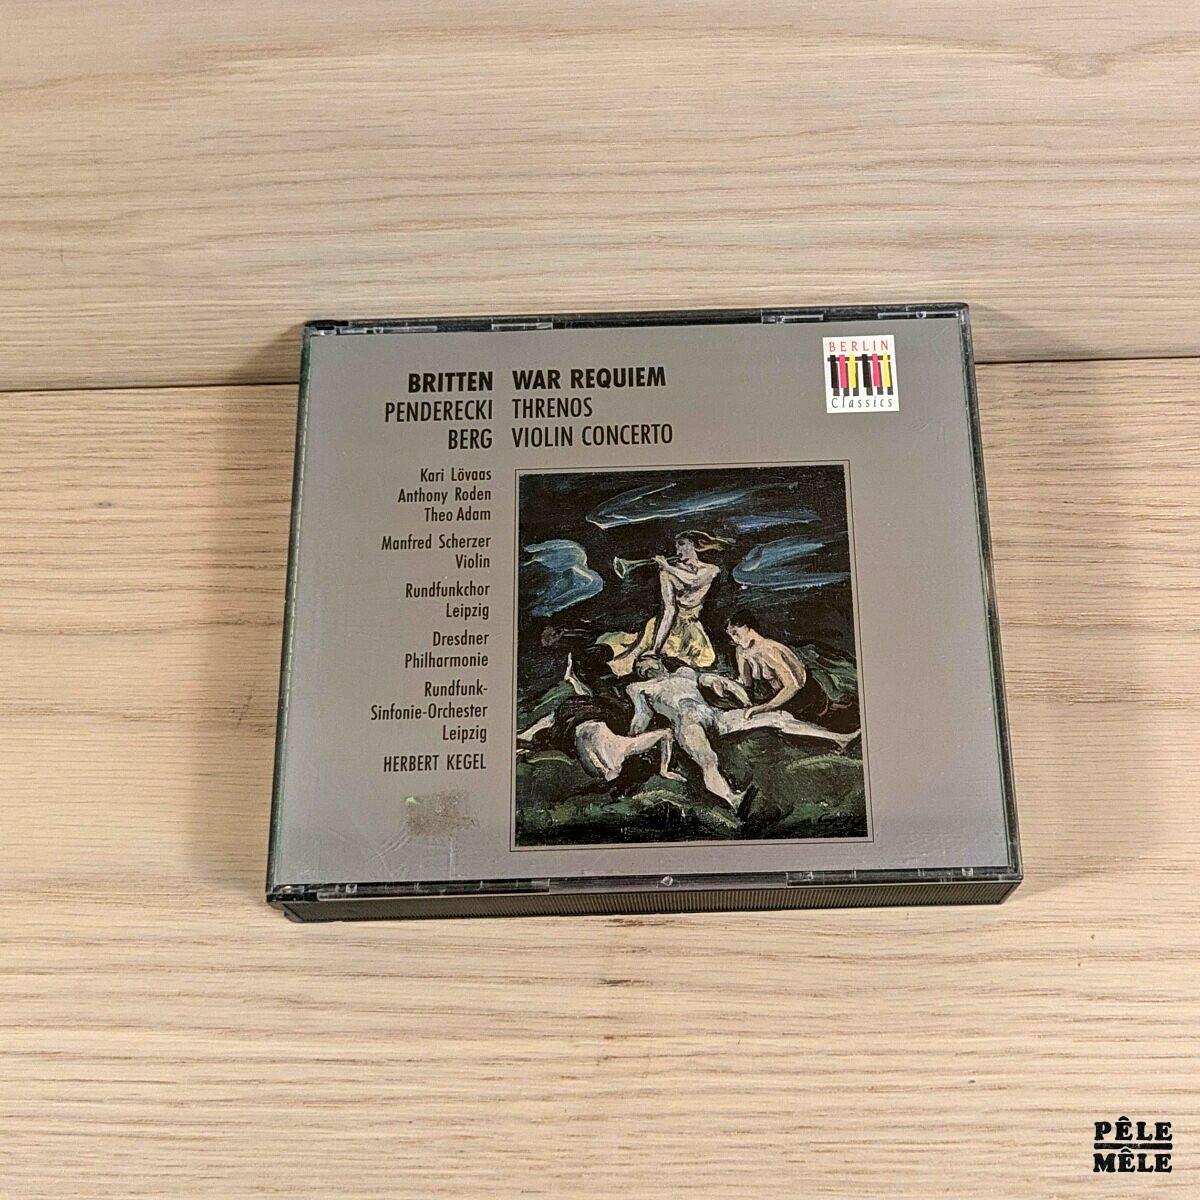 BRITTEN WAR REQUIEM
PENDERECKI THRENOS
BERG VIOLIN CONCERTO
BERLIN
Classics
Kari Lövaas
Anthony Roden
Theo Adam
Manfred Scherzer
Violin
Rundfunkchor
Leipzig
Dresdner
Philharmonie
Rundfunk-
Sinfonie-Orchester
Leipzig
HERBERT KEGEL
PÊLE
MÊLE